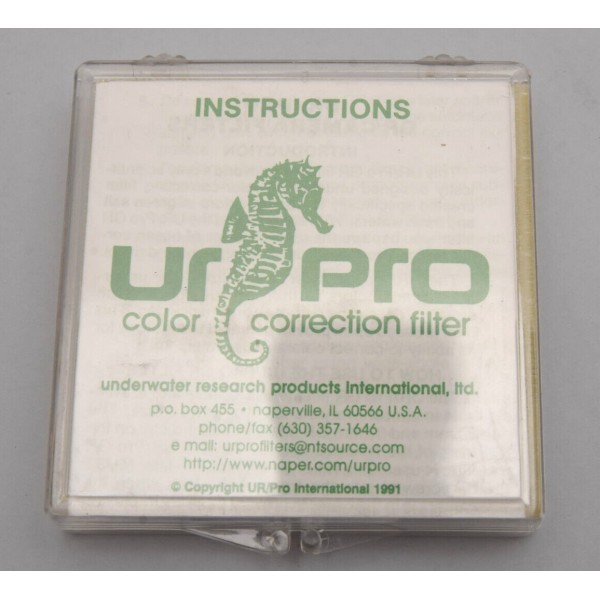 INSTRUCTIONS
ur pro
color correction filter
underwater research products international, ltd.
p.o. box 455 • naperville, IL 60566 U.S.A.
phone/fax (630) 357-1646
e mail: urprofilters@ntsource.com
http://www.naper.com/urpro
© Copyright UR/Pro International 1991